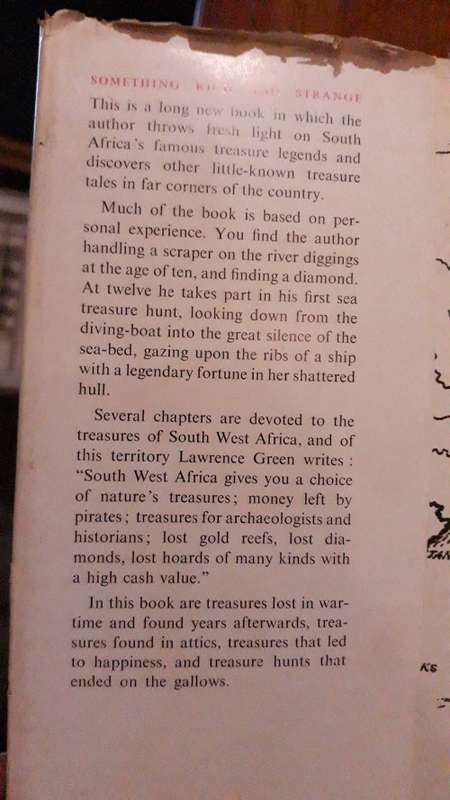 SOMETHING RICH AND STRANGE
This is a long new book in which the
author throws fresh light on South
Africa's famous treasure legends and
discovers other little-known treasure
tales in far corners of the country.
Much of the book is based on per-
sonal experience. You find the author
handling a scraper on the river diggings
at the age of ten, and finding a diamond.
At twelve he takes part in his first sea
treasure hunt, looking down from the
diving-boat into the great silence of the
sea-bed, gazing upon the ribs of a ship
with a legendary fortune in her shattered
hull.
Several chapters are devoted to the
treasures of South West Africa, and of
this territory Lawrence Green writes :
“South West Africa gives you a choice
of nature's treasures; money left by
pirates; treasures for archaeologists and
historians; lost gold reefs, lost dia-
monds, lost hoards of many kinds with
a high cash value.”
In this book are treasures lost in war-
time and found years afterwards, trea-
sures found in attics, treasures that led
to happiness, and treasure hunts that
ended on the gallows.